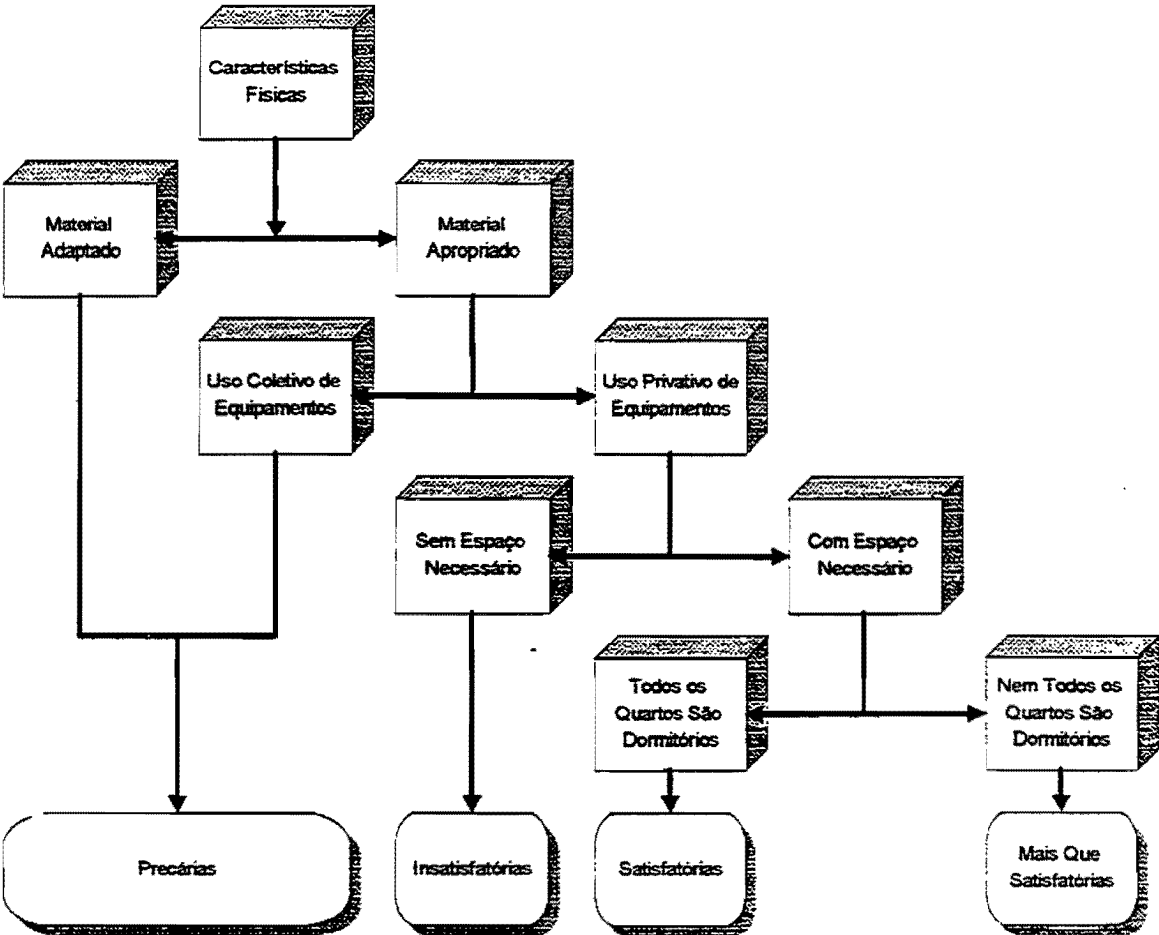 Características
Físicas
Material
Adaptado
Material
Apropriado
Uso Coletivo de
Equipamentos
Uso Privativo de
Equipamentos
Sem Espaço
Necessário
Com Espaço
Necessário
Todos os
Quartos São
Dormitórios
Nem Todos os
Quartos São
Dormitórios
Precárias
Insatisfatórias
Satisfatórias
Mais Que
Satisfatórias